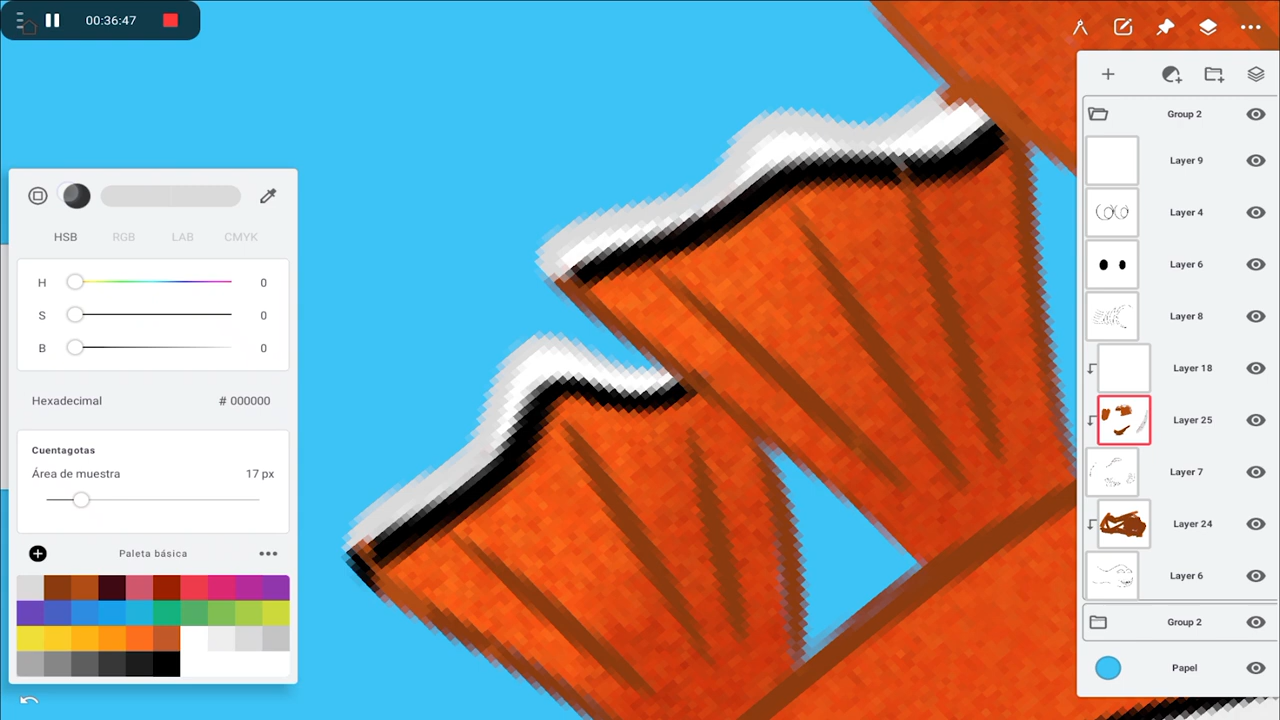 00:36:47
HSB RGB LAB CMYK
H 0
S 0
B 0
Hexadecimal # 000000
Cuentagotas
Área de muestra 17 px
Paleta básica
Group 2
Layer 9
Layer 4
Layer 6
Layer 8
Layer 18
Layer 25
Layer 7
Layer 24
Layer 6
Group 2
Papel